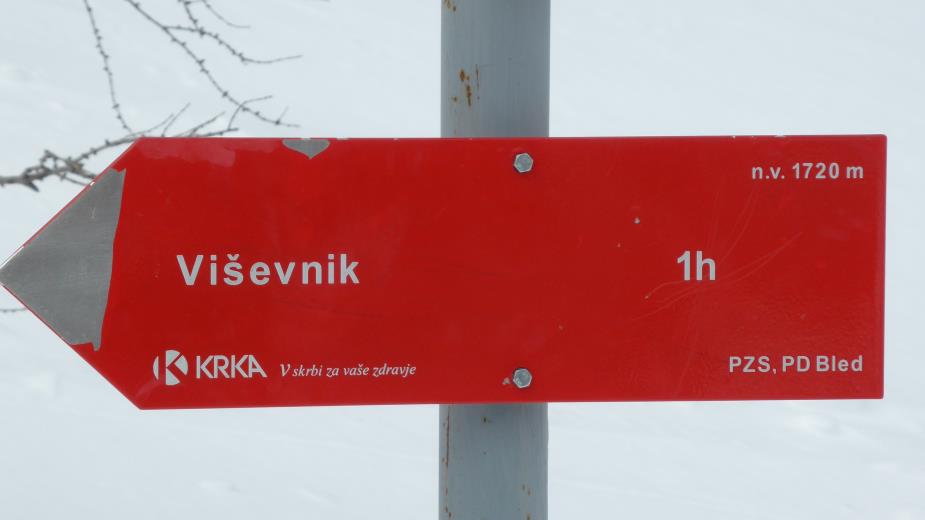 n.v. 1720 m
Viševnik 1h
KRKA V skrbi za vaše zdravje
PZS, PD Bled